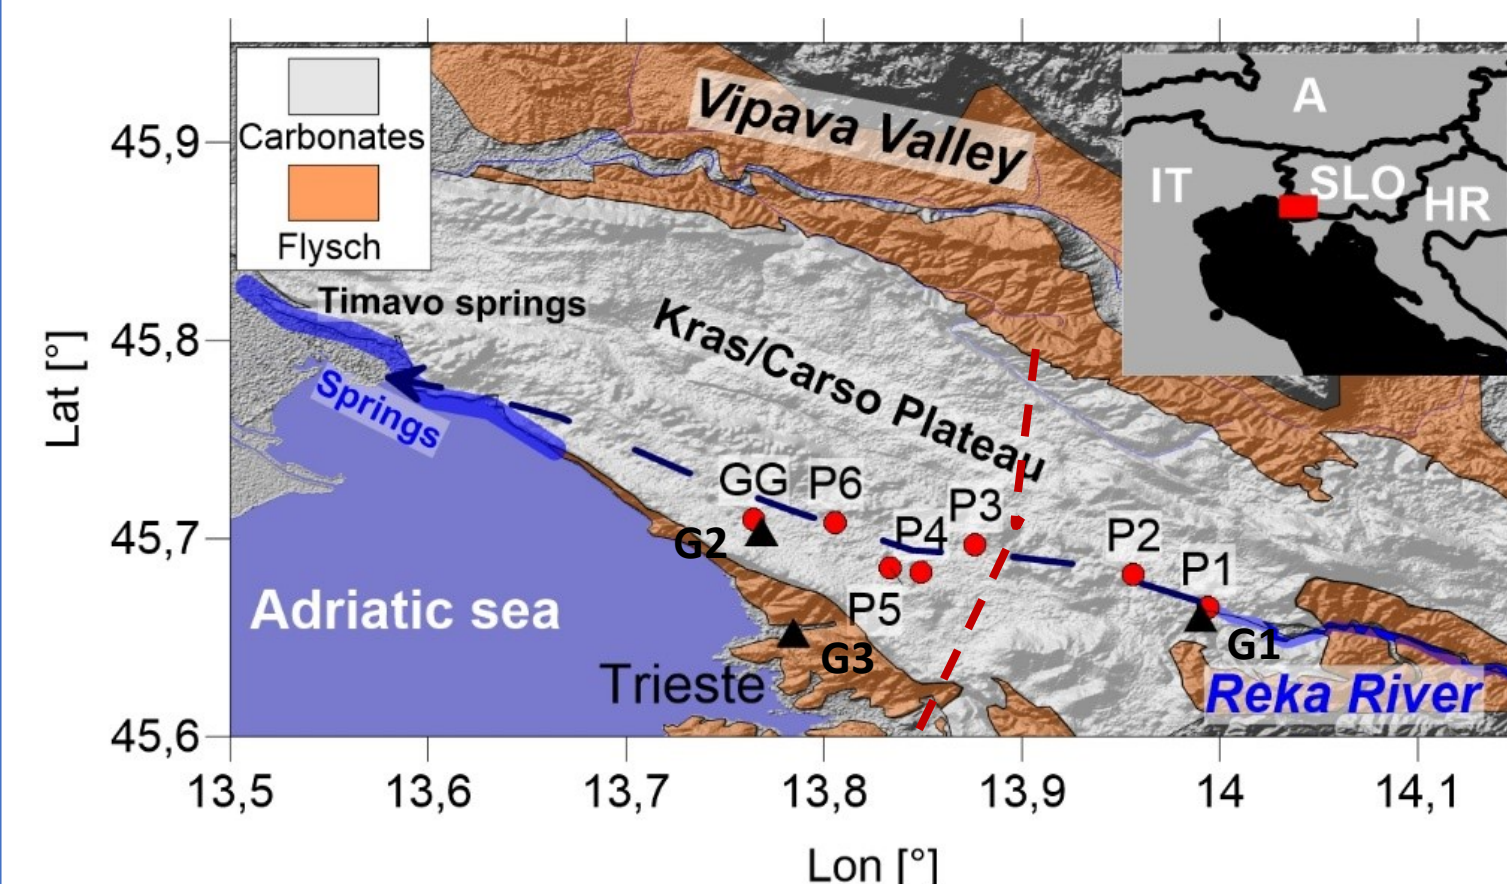 Carbonates
Flysch
Vipava Valley
A
IT
SLO
HR
45,9
45,8
45,7
45,6
Lat [°]
Timavo springs
Springs
Kras/Carso Plateau
GG
P6
G2
P4
P3
P5
P2
P1
G1
G3
Adriatic sea
Trieste
Reka River
13,5
13,6
13,7
13,8
13,9
14
14,1
Lon [°]